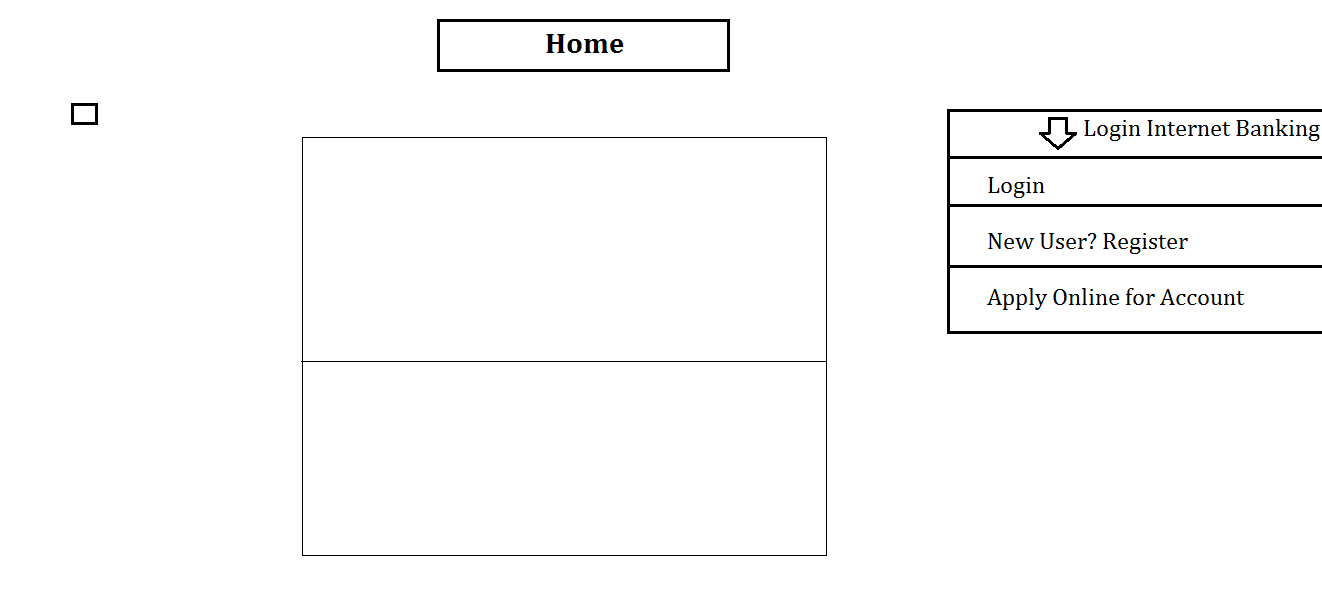 Home
Login Internet Banking
Login
New User? Register
Apply Online for Account